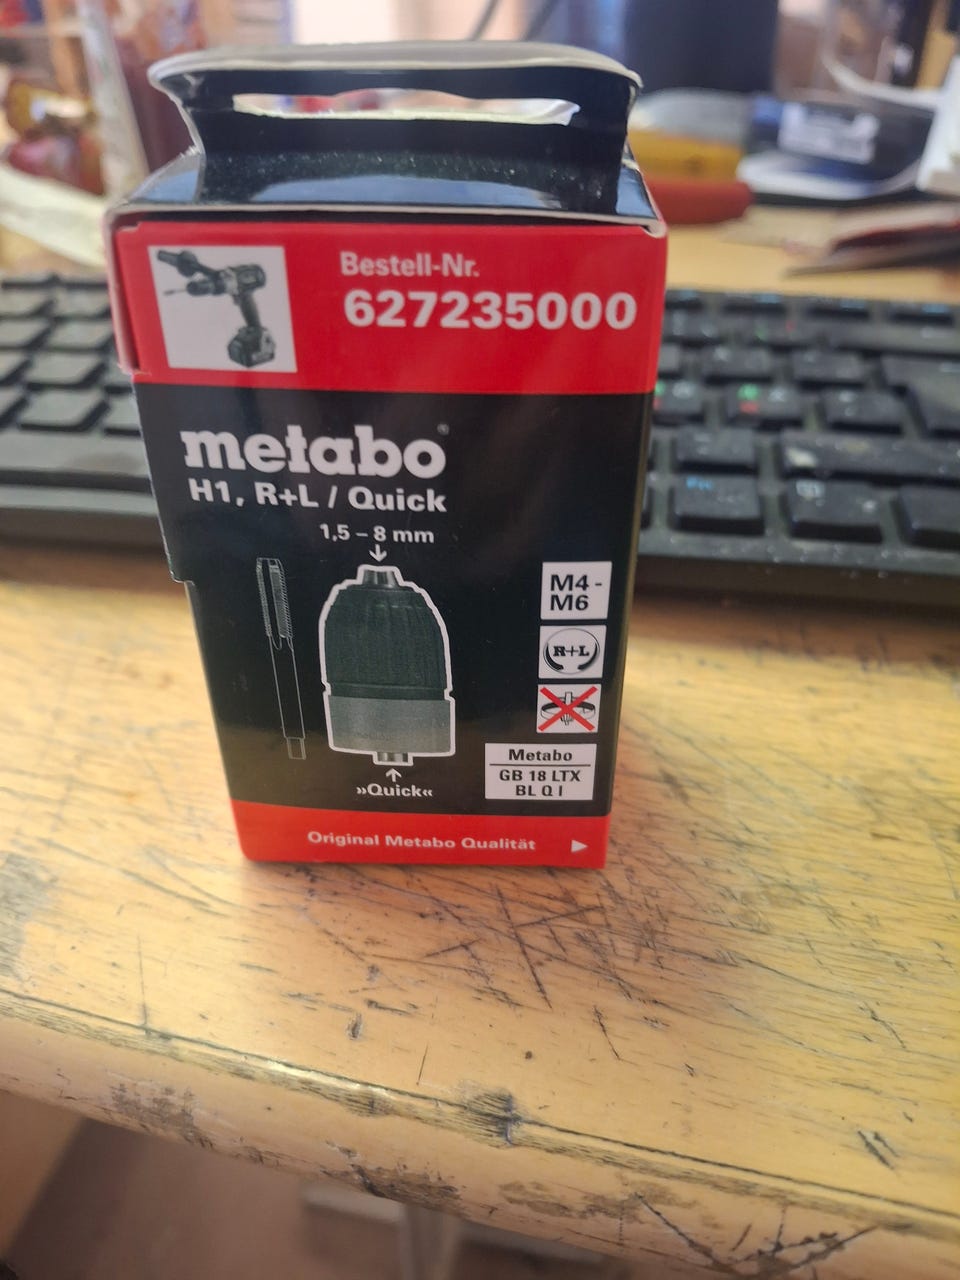 Bestell-Nr.
627235000
metabo®
H1, R+L / Quick
1,5 – 8 mm
M4 -
M6
R+L
Metabo
GB 18 LTX
BL Q I
»Quick«
Original Metabo Qualität